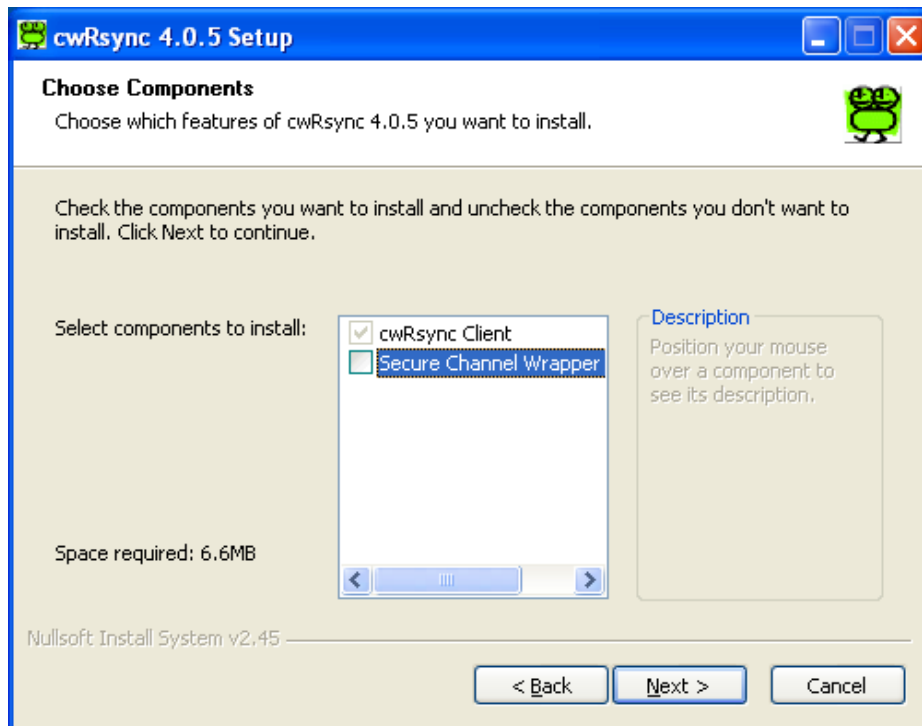 cwRsync 4.0.5 Setup
Choose Components
Choose which features of cwRsync 4.0.5 you want to install.
Check the components you want to install and uncheck the components you don't want to
install. Click Next to continue.
Select components to install:
cwRsync Client
Secure Channel Wrapper
Description
Position your mouse
over a component to
see its description.
Space required: 6.6MB
Nullsoft Install System v2.45
< Back
Next >
Cancel